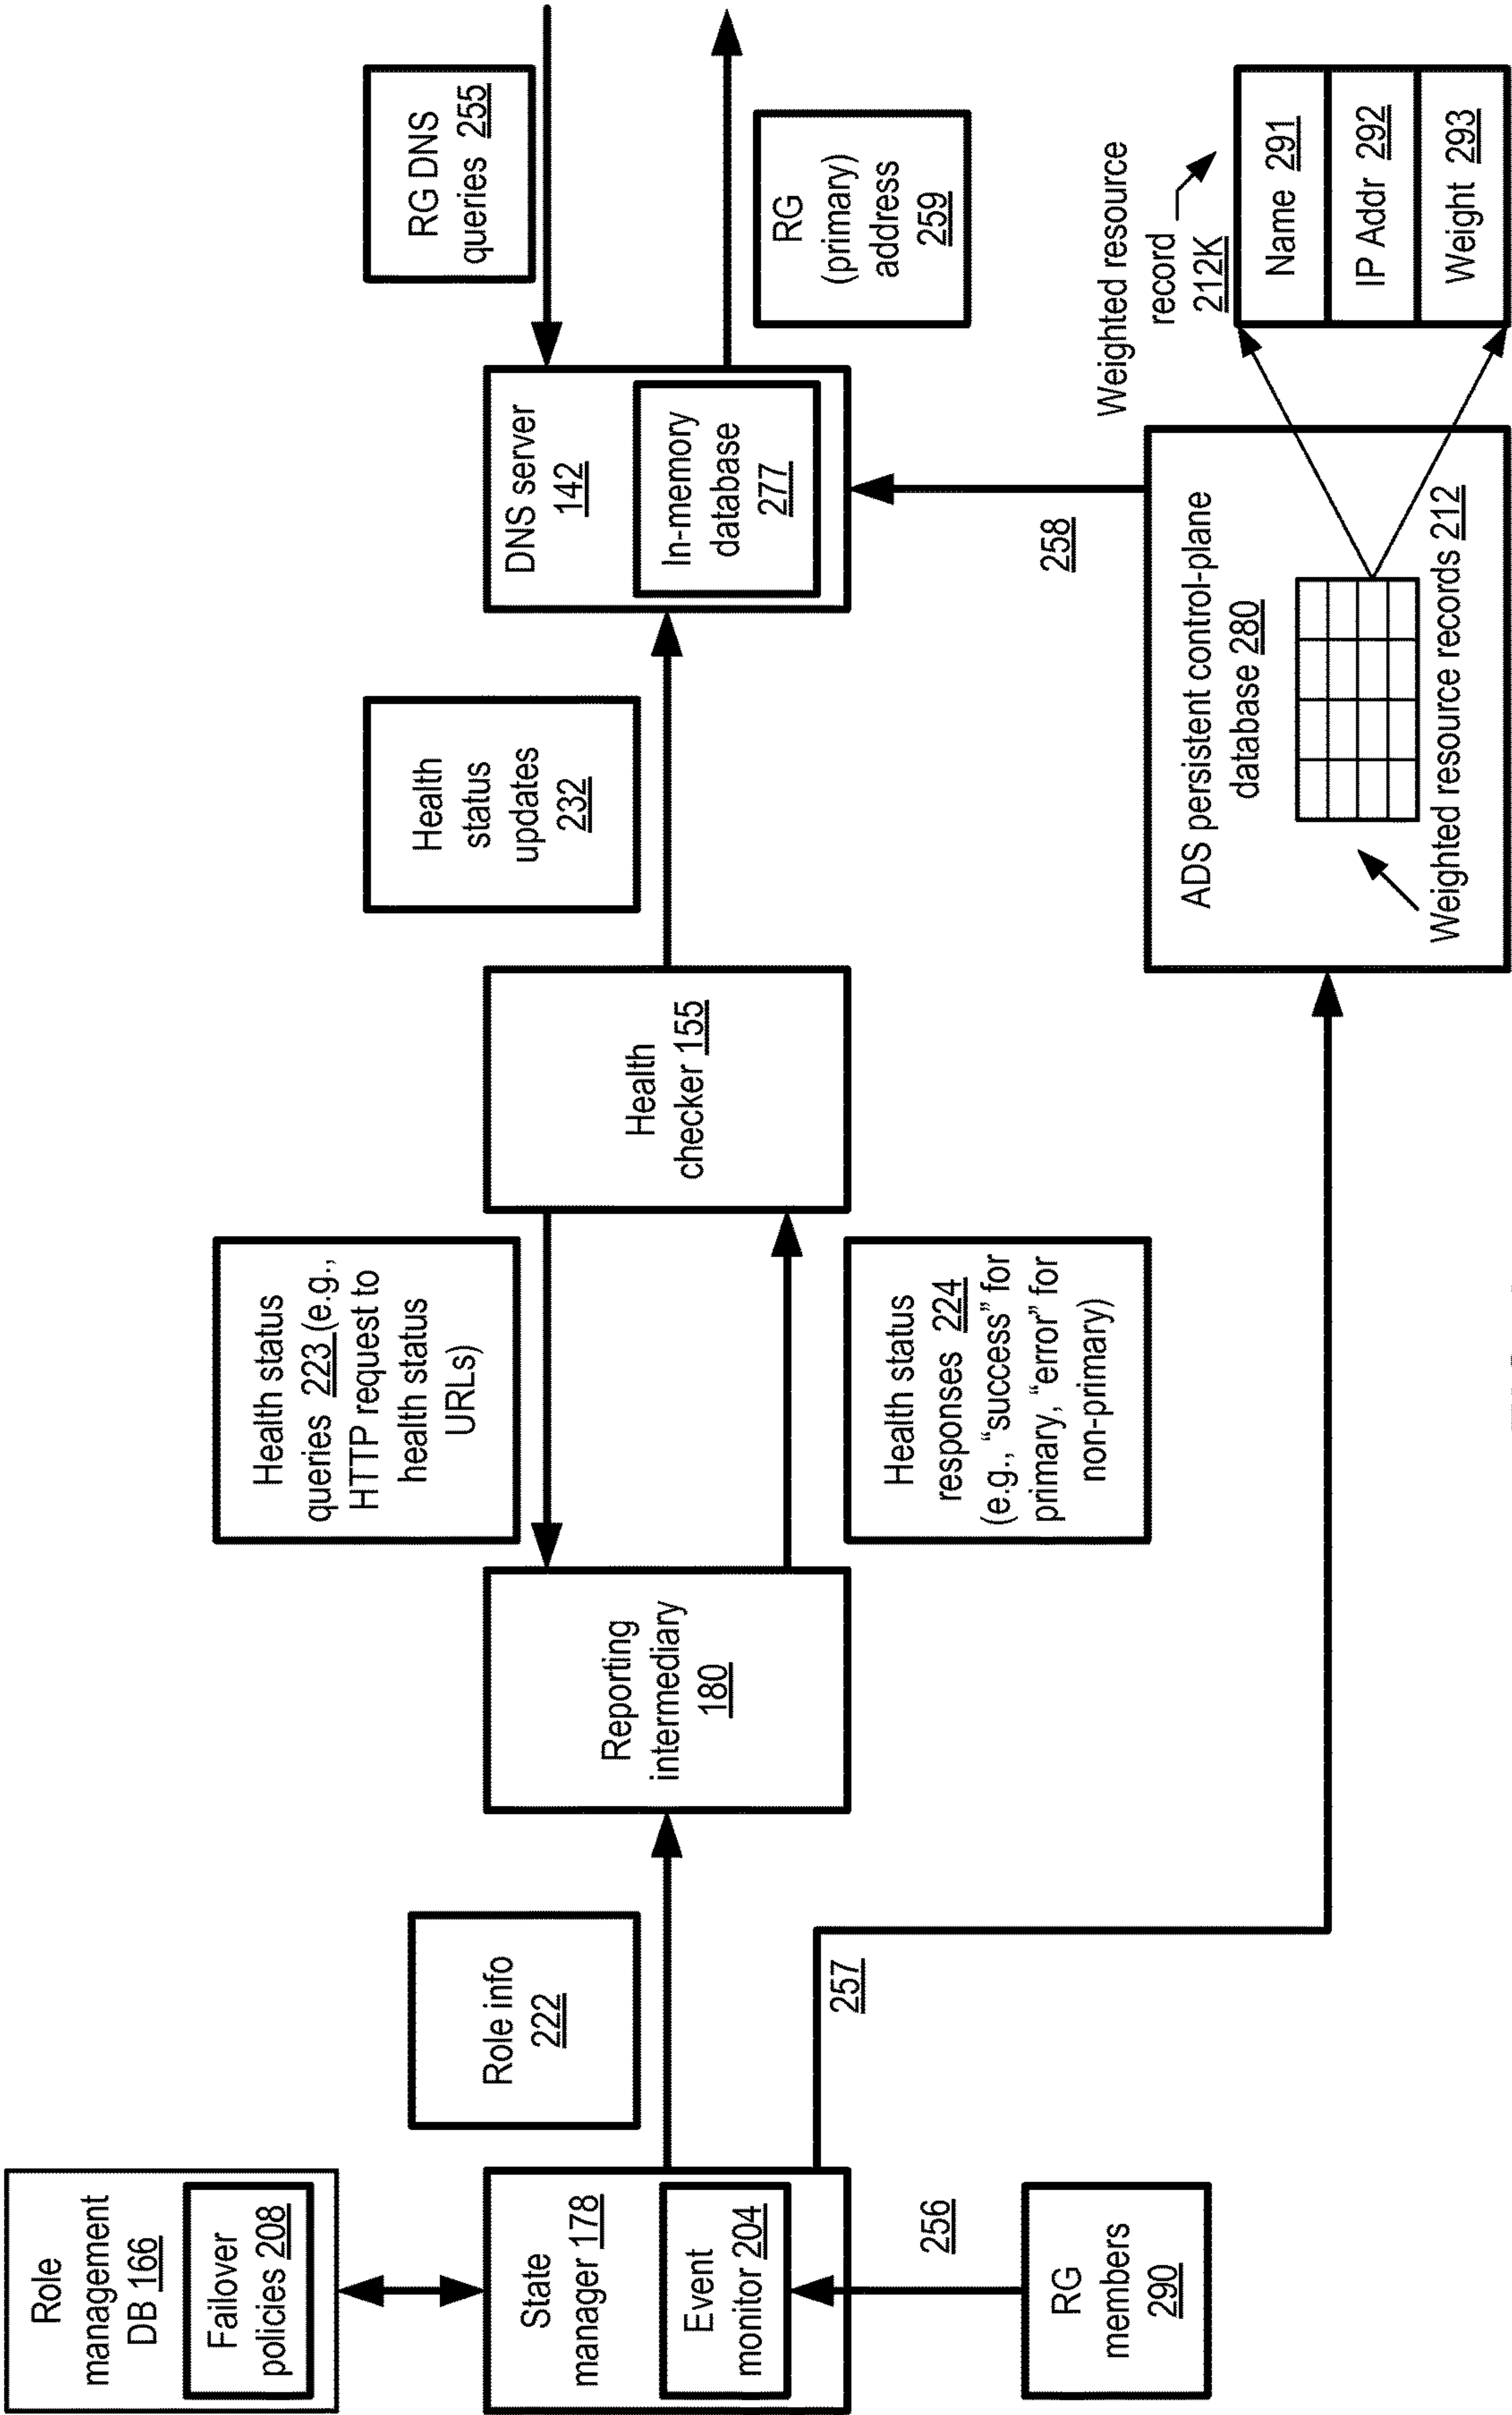 Role
management
DB 166
Failover
policies 208
State
manager 178
Event
monitor 204
256
RG
members
290
Role info
222
257
Reporting
intermediary
180
Health status
queries 223 (e.g.,
HTTP request to
health status
URLs)
Health status
responses 224
(e.g., “success” for
primary, “error” for
non-primary)
Health
checker 155
Health
status
updates
232
DNS server
142
In-memory
database
277
RG DNS
queries 255
RG
(primary)
address
259
258
ADS persistent control-plane
database 280
Weighted resource records 212
Weighted resource
record
212K
Name 291
IP Addr 292
Weight 293